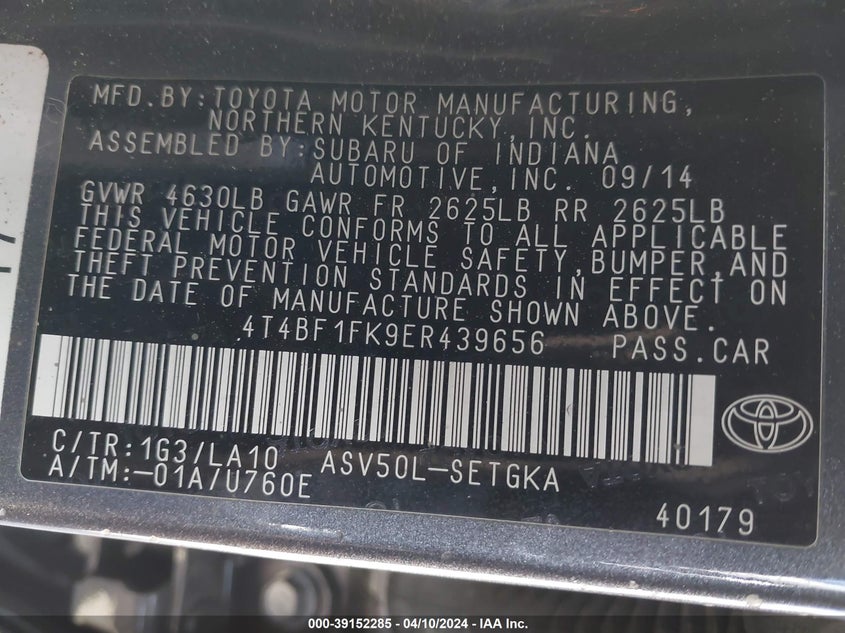 MFD.BY:TOYOTA MOTOR MANUFACTURING,
NORTHERN KENTUCKY,INC.
ASSEMBLED BY:SUBARU OF INDIANA
AUTOMOTIVE,INC. 09/14
GVWR 4630LB GAWR FR 2625LB RR 2625LB
THIS VEHICLE CONFORMS TO ALL APPLICABLE
FEDERAL MOTOR VEHICLE SAFETY,BUMPER,AND
THEFT PREVENTION STANDARDS IN EFFECT ON
THE DATE OF MANUFACTURE SHOWN ABOVE.
4T4BF1FK9ER439656 PASS.CAR
C/TR:1G3/LA10 ASV50L-SETGKA
A/TM:-01A/U760E
40179
000-39152285 - 04/10/2024 - IAA Inc.